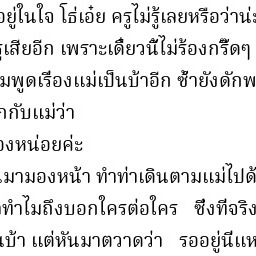 อยู่ในใจ โธ่เอ๋ย ครูไม่รู้เลยหรือว่าน่
เสียอีก เพราะเดี๋ยวนี้ไม่ร้องกรี๊ดๆ
มพูดเรื่องแม่เป็นบ้าอีก ซ้ำยังดักพ
กกับแม่ว่า
องหน่อยค่ะ
มามองหน้า ทำท่าเดินตามแม่ไปด้
ทำไมถึงบอกใครต่อใคร ซึ่งที่จริง
นบ้า แต่หันมาตวาดว่า รออยู่นี่แห